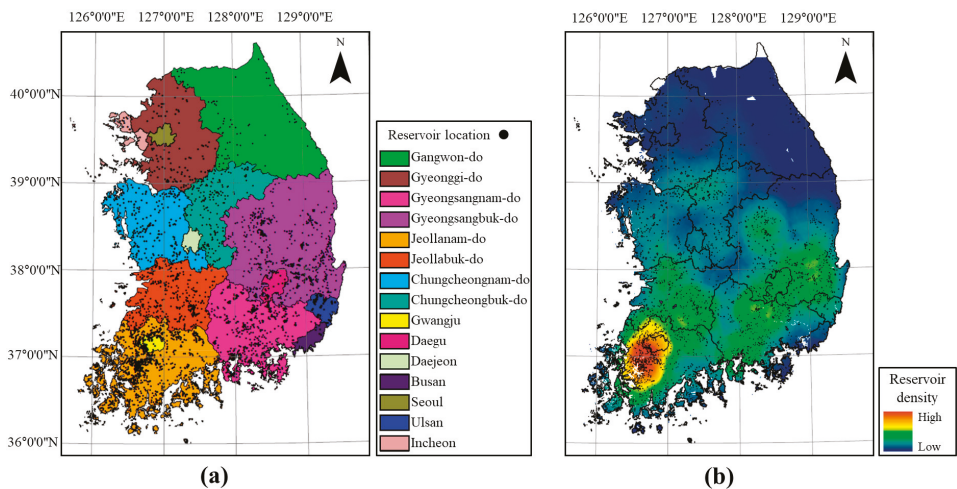 126°0'0"E 127°0'0"E 128°0'0"E 129°0'0"E
N
40°0'0"N
39°0'0"N
38°0'0"N
37°0'0"N
36°0'0"N
Reservoir location
Gangwon-do
Gyeonggi-do
Gyeongsangnam-do
Gyeongsangbuk-do
Jeollanam-do
Jeollabuk-do
Chungcheongnam-do
Chungcheongbuk-do
Gwangju
Daegu
Daejeon
Busan
Seoul
Ulsan
Incheon
(a)
126°0'0"E 127°0'0"E 128°0'0"E 129°0'0"E
N
Reservoir
density
High
Low
(b)